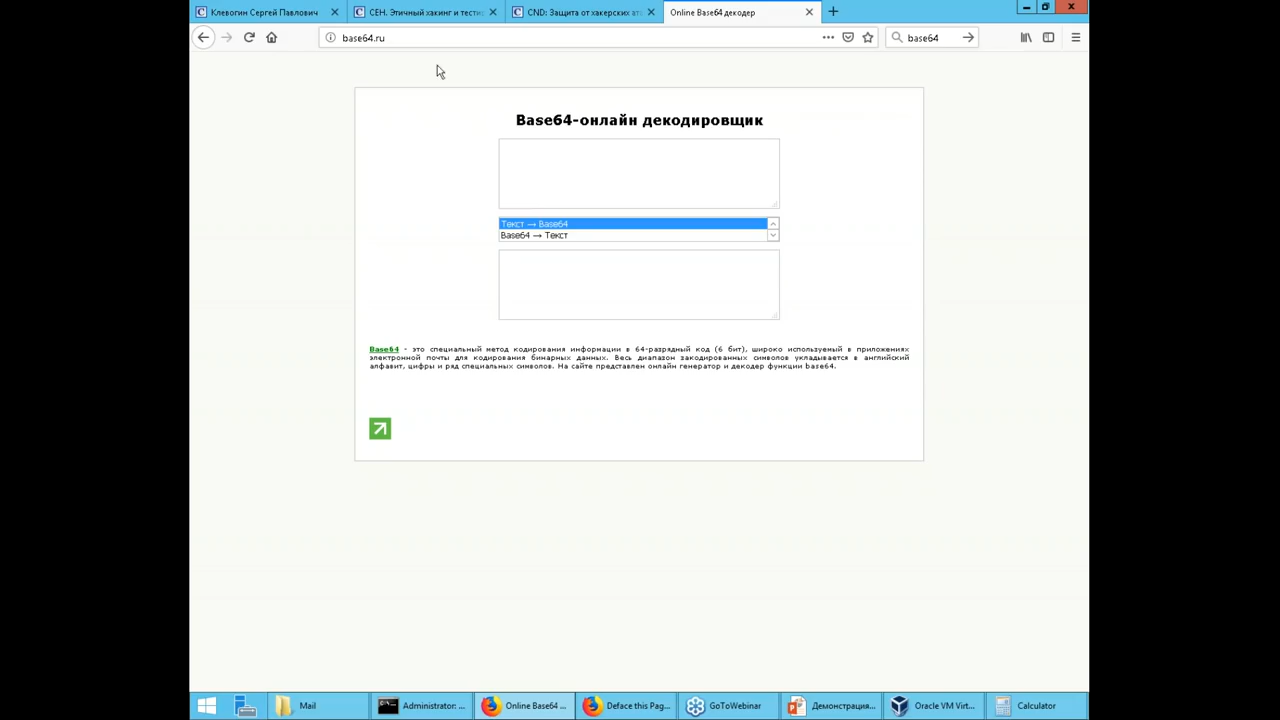 Клевогин Сергей Павлович
CEH. Этичный хакинг и тести
CND: Защита от хакерских ат
Online Base64 декодер
base64.ru
base64
Base64-онлайн декодировщик
Текст → Base64
Base64 → Текст
Base64 - это специальный метод кодирования информации в 64-разрядный код (6 бит), широко используемый в приложениях
электронной почты для кодирования бинарных данных. Весь диапазон закодированных символов укладывается в английский
алфавит, цифры и ряд специальных символов. На сайте представлен онлайн генератор и декодер функции base64.
Mail
Administrator: ...
Online Base64 ...
Deface this Pag...
GoToWebinar
Демонстрация...
Oracle VM Virt...
Calculator